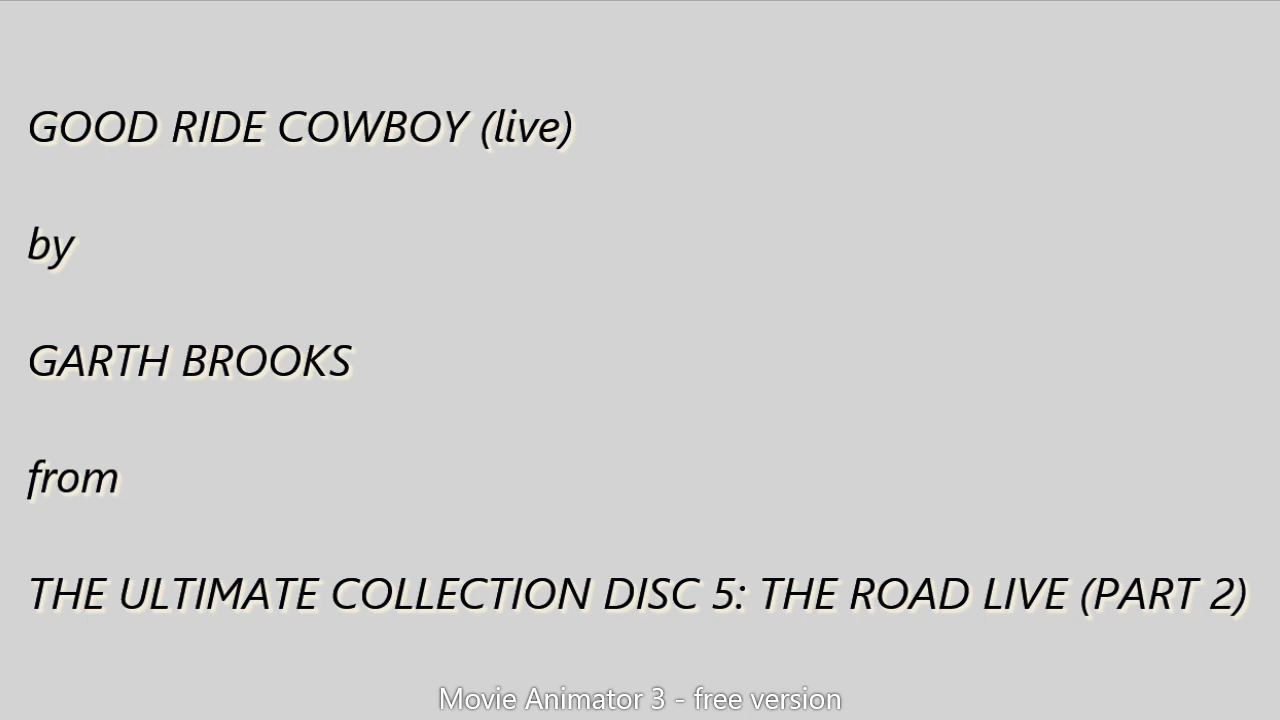 GOOD RIDE COWBOY (live)
by
GARTH BROOKS
from
THE ULTIMATE COLLECTION DISC 5: THE ROAD LIVE (PART 2)
Movie Animator 3 - free version